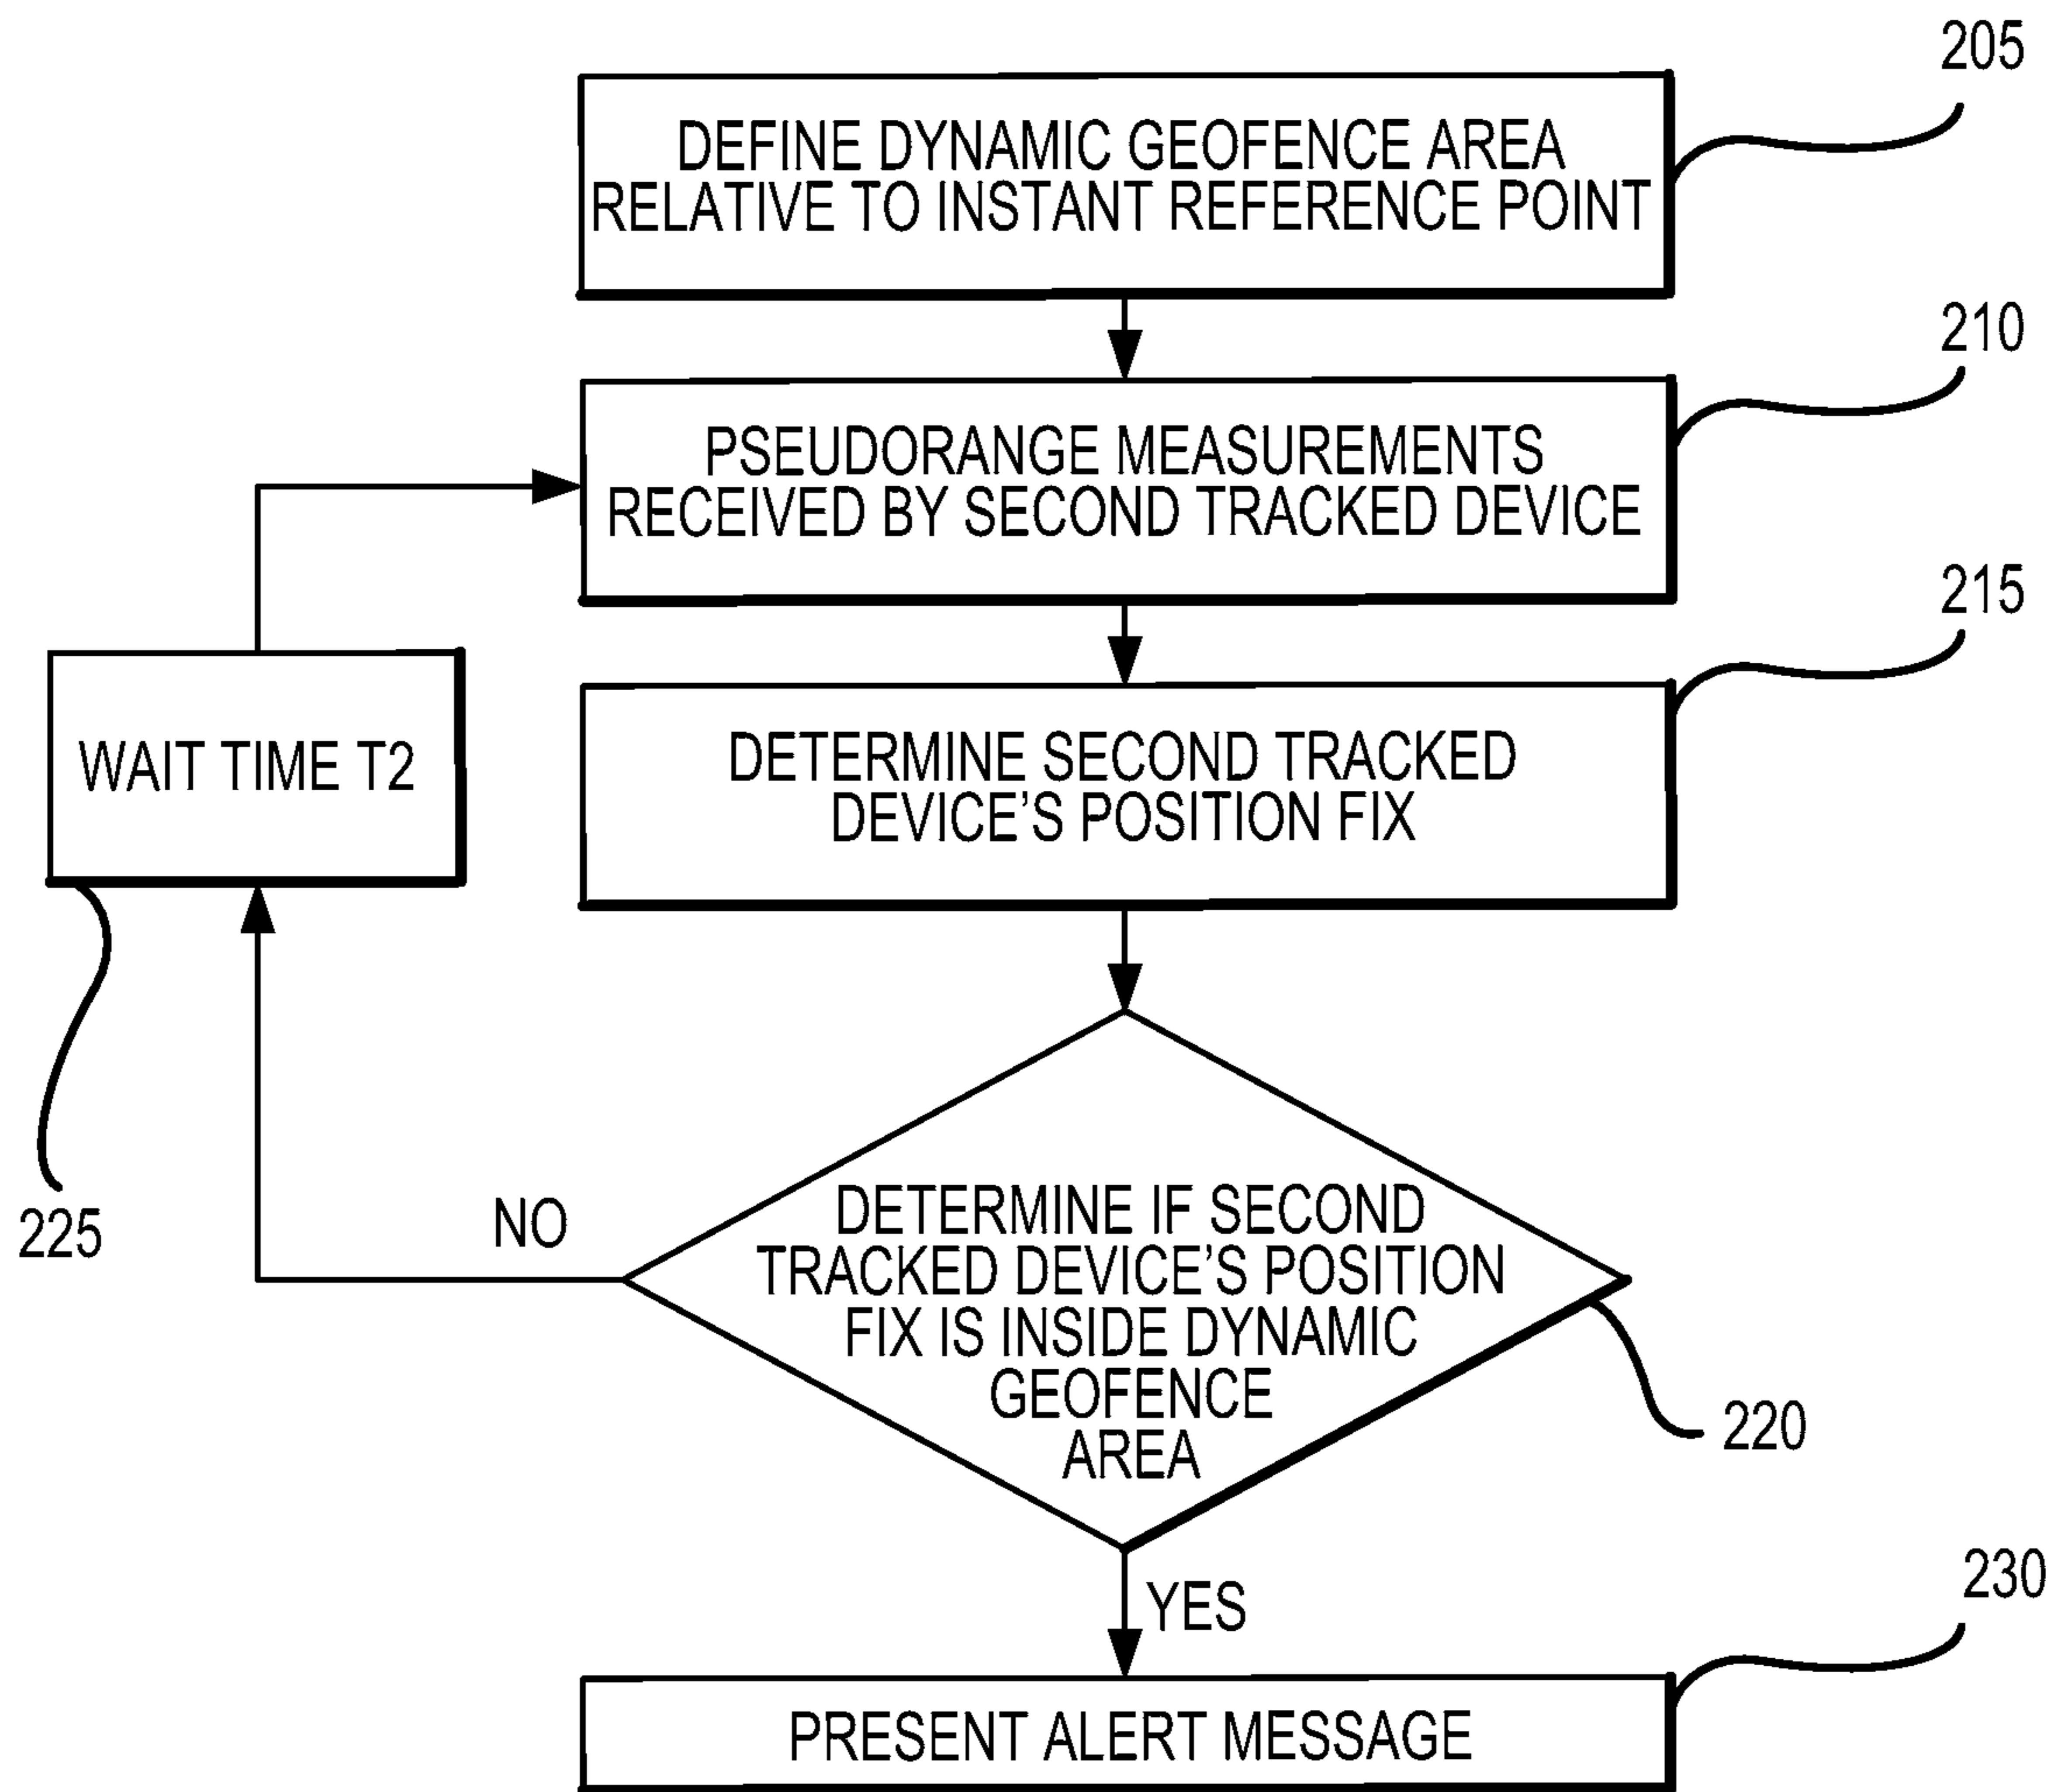 205
DEFINE DYNAMIC GEOFENCE AREA
RELATIVE TO INSTANT REFERENCE POINT
210
PSEUDORANGE MEASUREMENTS
RECEIVED BY SECOND TRACKED DEVICE
215
WAIT TIME T2
DETERMINE SECOND TRACKED
DEVICE'S POSITION FIX
225
NO
DETERMINE IF SECOND
TRACKED DEVICE'S POSITION
FIX IS INSIDE DYNAMIC
GEOFENCE
AREA
220
YES
230
PRESENT ALERT MESSAGE